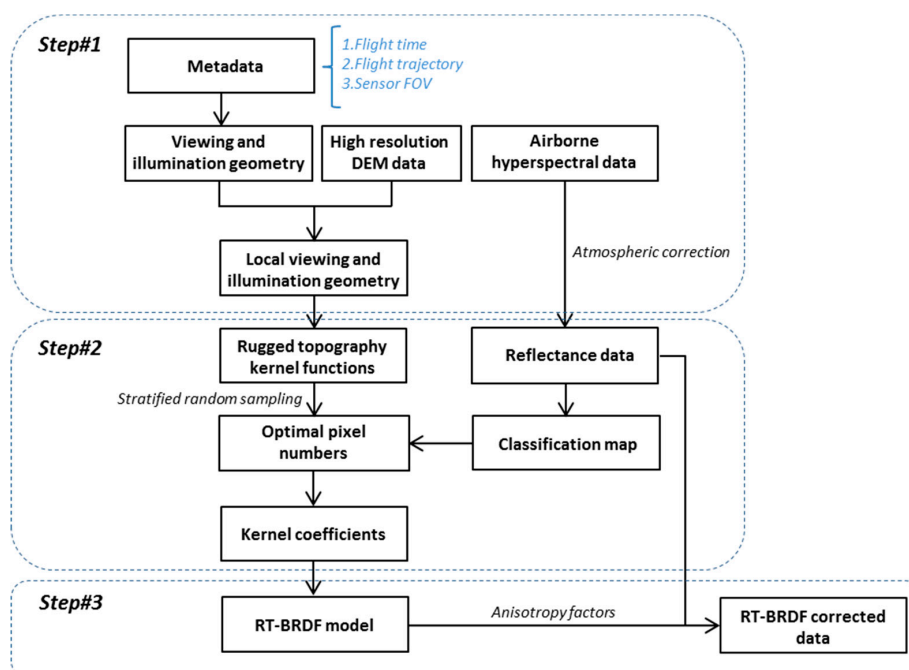 Step#1
Metadata
1.Flight time
2.Flight trajectory
3.Sensor FOV
Viewing and
illumination geometry
High resolution
DEM data
Airborne
hyperspectral data
Atmospheric correction
Local viewing and
illumination geometry
Step#2
Rugged topography
kernel functions
Reflectance data
Stratified random sampling
Optimal pixel
numbers
Classification map
Kernel coefficients
Step#3
RT-BRDF model
Anisotropy factors
RT-BRDF corrected
data